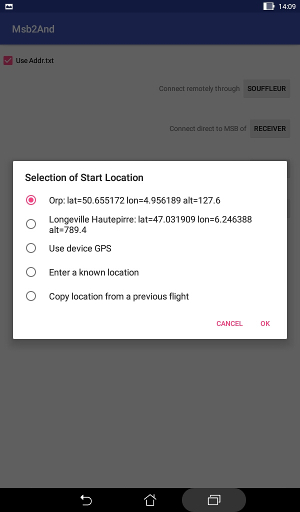 14:09
Msb2And
Use Addr.txt
Connect remotely through SOUFFLEUR
Connect direct to MSB of RECEIVER
Selection of Start Location
Orp: lat=50.655172 lon=4.956189 alt=127.6
Longeville Hautepirre: lat=47.031909 lon=6.246388
alt=789.4
Use device GPS
Enter a known location
Copy location from a previous flight
CANCEL OK